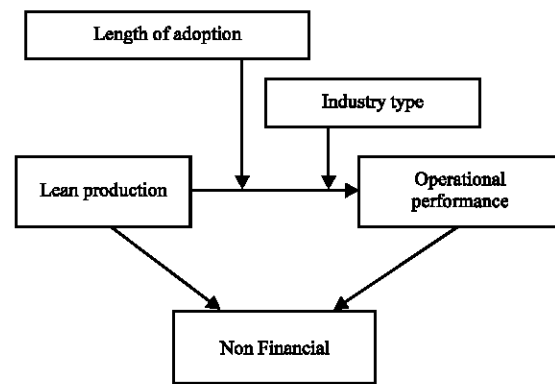 Length of adoption
Industry type
Lean production
Operational
performance
Non Financial